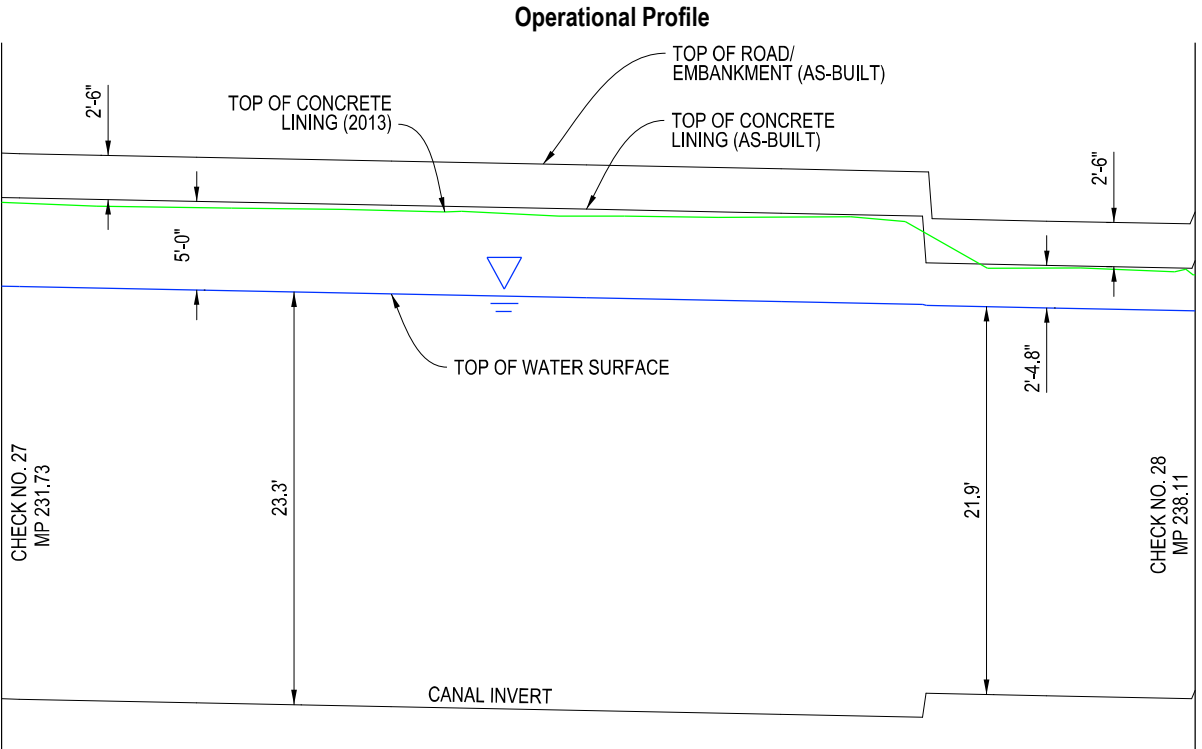 Operational Profile
TOP OF ROAD/
EMBANKMENT (AS-BUILT)
2'-6"
TOP OF CONCRETE
LINING (2013)
TOP OF CONCRETE
LINING (AS-BUILT)
2'-6"
5'-0"
TOP OF WATER SURFACE
2'-4.8"
CHECK NO. 27
MP 231.73
23.3'
21.9'
CHECK NO. 28
MP 238.11
CANAL INVERT